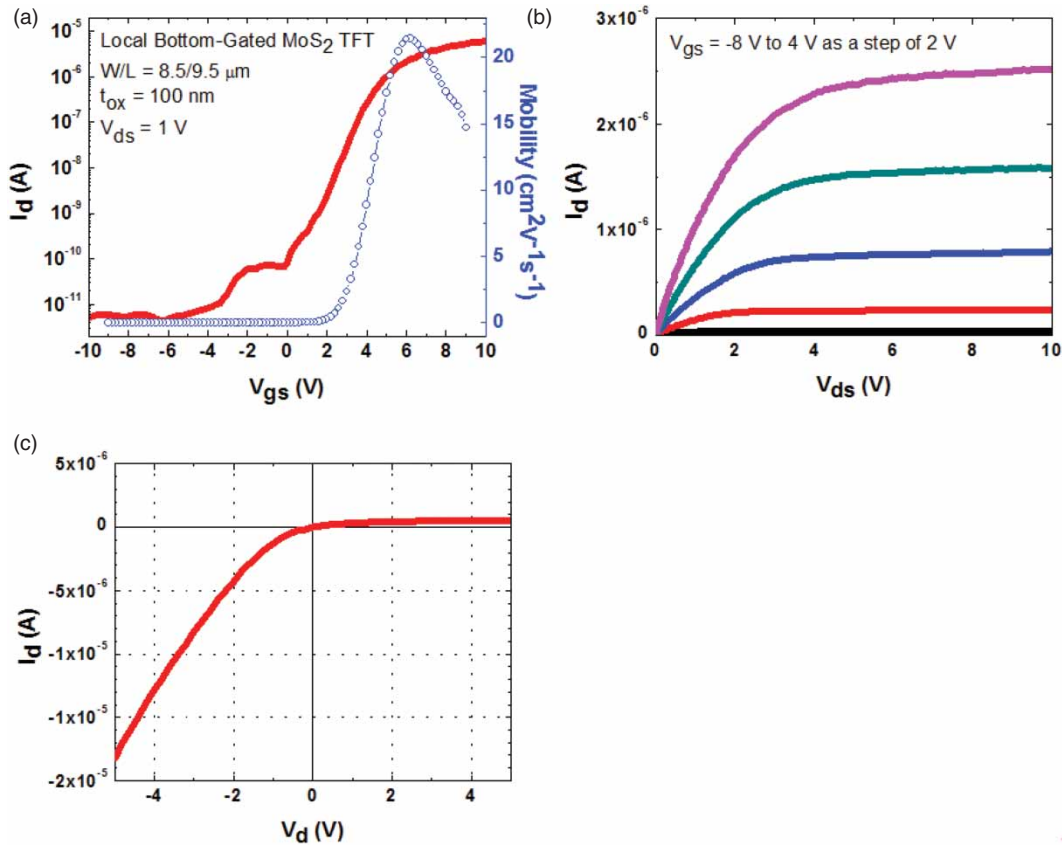 (a)
Local Bottom-Gated MoS2 TFT
W/L = 8.5/9.5 μm
tox = 100 nm
Vds = 1 V
Id (A)
10-5
10-6
10-7
10-8
10-9
10-10
10-11
-10 -8 -6 -4 -2 0 2 4 6 8 10
Vgs (V)
20
15
10
5
0
Mobility (cm2V-1s-1)
(b)
Vgs = -8 V to 4 V as a step of 2 V
Id (A)
3x10-6
2x10-6
1x10-6
0
0 2 4 6 8 10
Vds (V)
(c)
Id (A)
5x10-6
0
-5x10-6
-1x10-5
-1x10-5
-2x10-5
-4 -2 0 2 4
Vd (V)